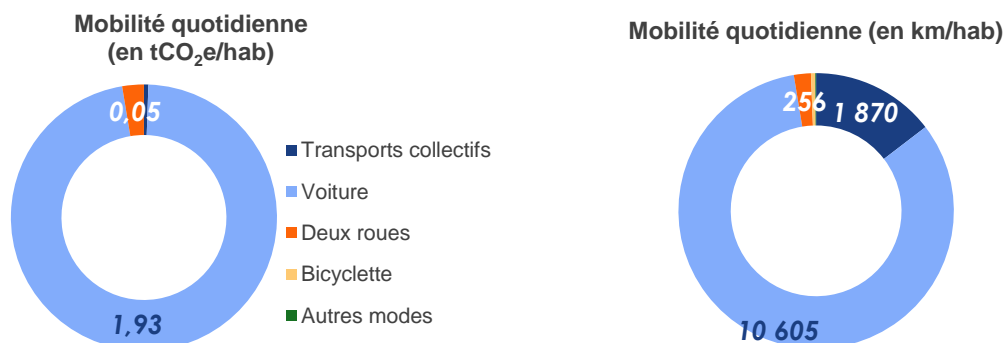 Mobilité quotidienne
(en tCO₂e/hab)
0,05
1,93
Transports collectifs
Voiture
Deux roues
Bicyclette
Autres modes
Mobilité quotidienne (en km/hab)
256
1 870
10 605